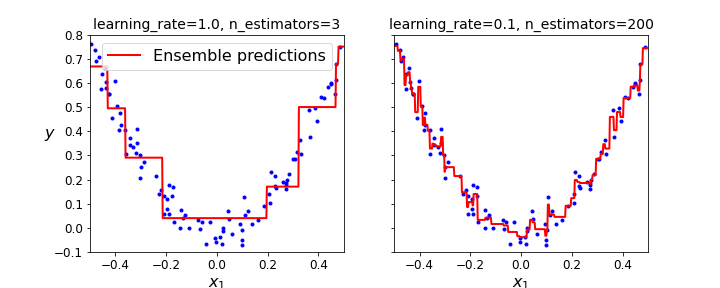 learning_rate=1.0, n_estimators=3
learning_rate=0.1, n_estimators=200
Ensemble predictions
y
0.8
0.7
0.6
0.5
0.4
0.3
0.2
0.1
0.0
−0.1
−0.4 −0.2 0.0 0.2 0.4
x₁
−0.4 −0.2 0.0 0.2 0.4
x₁